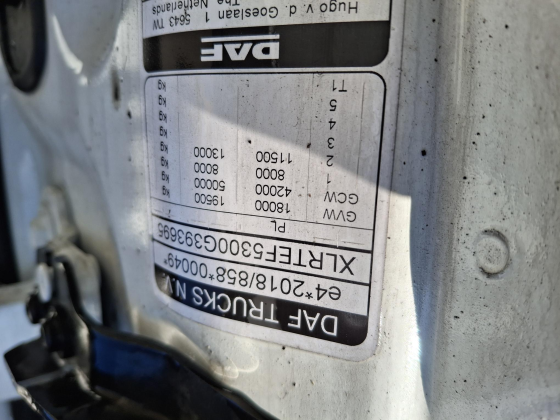 DAF TRUCKS N.V.
e4*2018/858*00049*
XLRTEF5300G393695
PL
GVW 18000 19500 kg
GCW 42000 50000 kg
1 8000 8000 kg
2 11500 13000 kg
3 kg
4 kg
5 kg
T1 kg
DAF
Hugo v. d. Goeslaan 1 5643 TW
The Netherlands